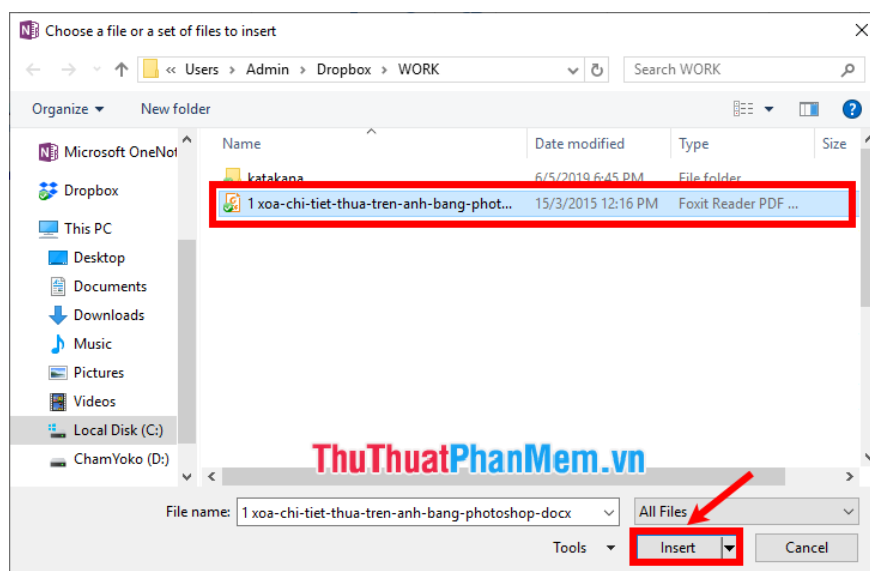 Choose a file or a set of files to insert
« Users › Admin › Dropbox › WORK
Search WORK
Organize
New folder
Name Date modified Type Size
Microsoft OneNot
Dropbox
This PC
Desktop
Documents
Downloads
Music
Pictures
Videos
Local Disk (C:)
ChamYoko (D:)
katakana 6/5/2019 6:45 PM File folder
1 xoa-chi-tiet-thua-tren-anh-bang-phot... 15/3/2015 12:16 PM Foxit Reader PDF ...
ThuThuatPhanMem.vn
File name: 1 xoa-chi-tiet-thua-tren-anh-bang-photoshop-docx All Files
Tools Insert Cancel